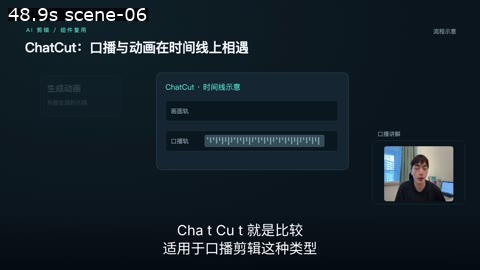 48.9s scene-06
AI 剪辑 / 组件复用
流程示意
ChatCut：口播与动画在时间线上相遇
生成动画
ChatCut · 时间线示意
画面轨
口播轨
口播讲解
Cha t Cu t 就是比较
适用于口播剪辑这种类型